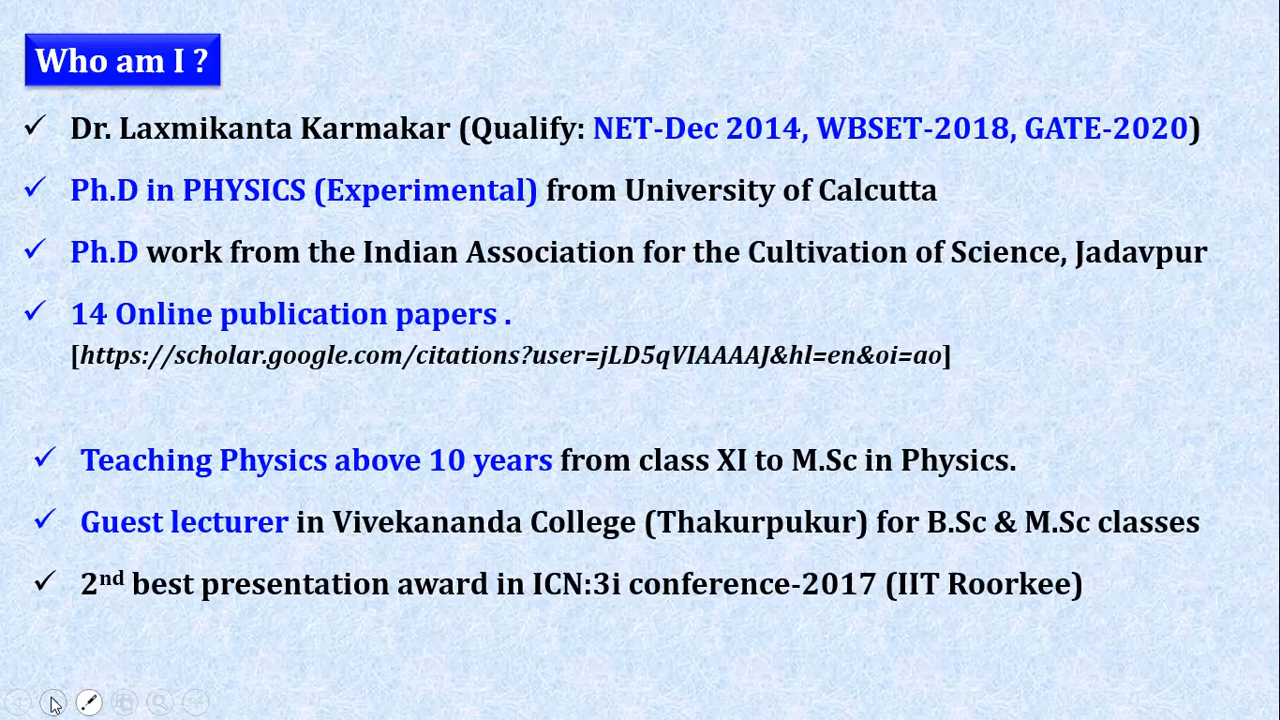 Who am I ?
✓ Dr. Laxmikanta Karmakar (Qualify: NET-Dec 2014, WBSET-2018, GATE-2020)
✓ Ph.D in PHYSICS (Experimental) from University of Calcutta
✓ Ph.D work from the Indian Association for the Cultivation of Science, Jadavpur
✓ 14 Online publication papers .
[https://scholar.google.com/citations?user=jLD5qVIAAAAJ&hl=en&oi=ao]
✓ Teaching Physics above 10 years from class XI to M.Sc in Physics.
✓ Guest lecturer in Vivekananda College (Thakurpukur) for B.Sc & M.Sc classes
✓ 2nd best presentation award in ICN:3i conference-2017 (IIT Roorkee)